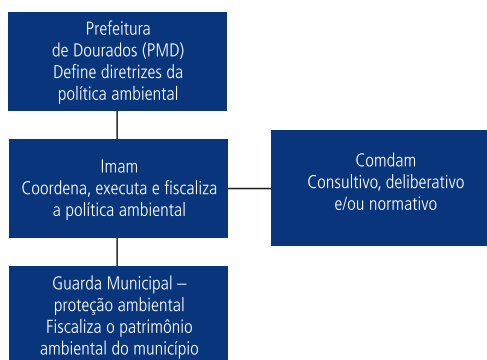 Prefeitura
de Dourados (PMD)
Define diretrizes da
política ambiental
Imam
Coordena, executa e fiscaliza
a política ambiental
Comdam
Consultivo, deliberativo
e/ou normativo
Guarda Municipal –
proteção ambiental
Fiscaliza o patrimônio
ambiental do município